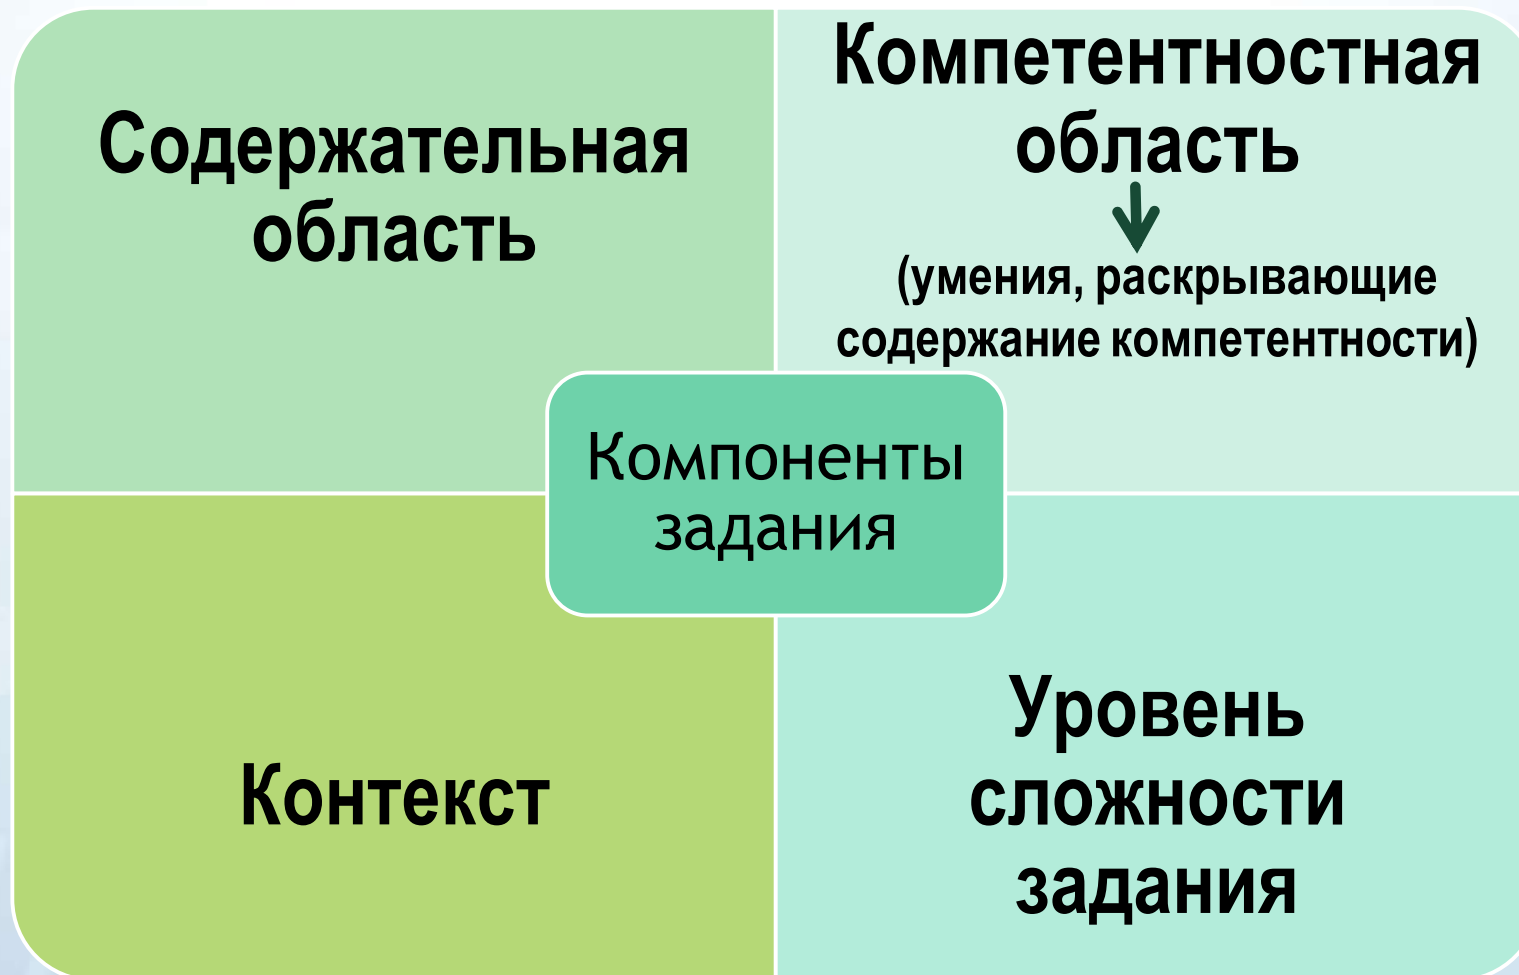 Содержательная
область
Компетентностная
область
(умения, раскрывающие
содержание компетентности)
Компоненты
задания
Контекст
Уровень
сложности
задания